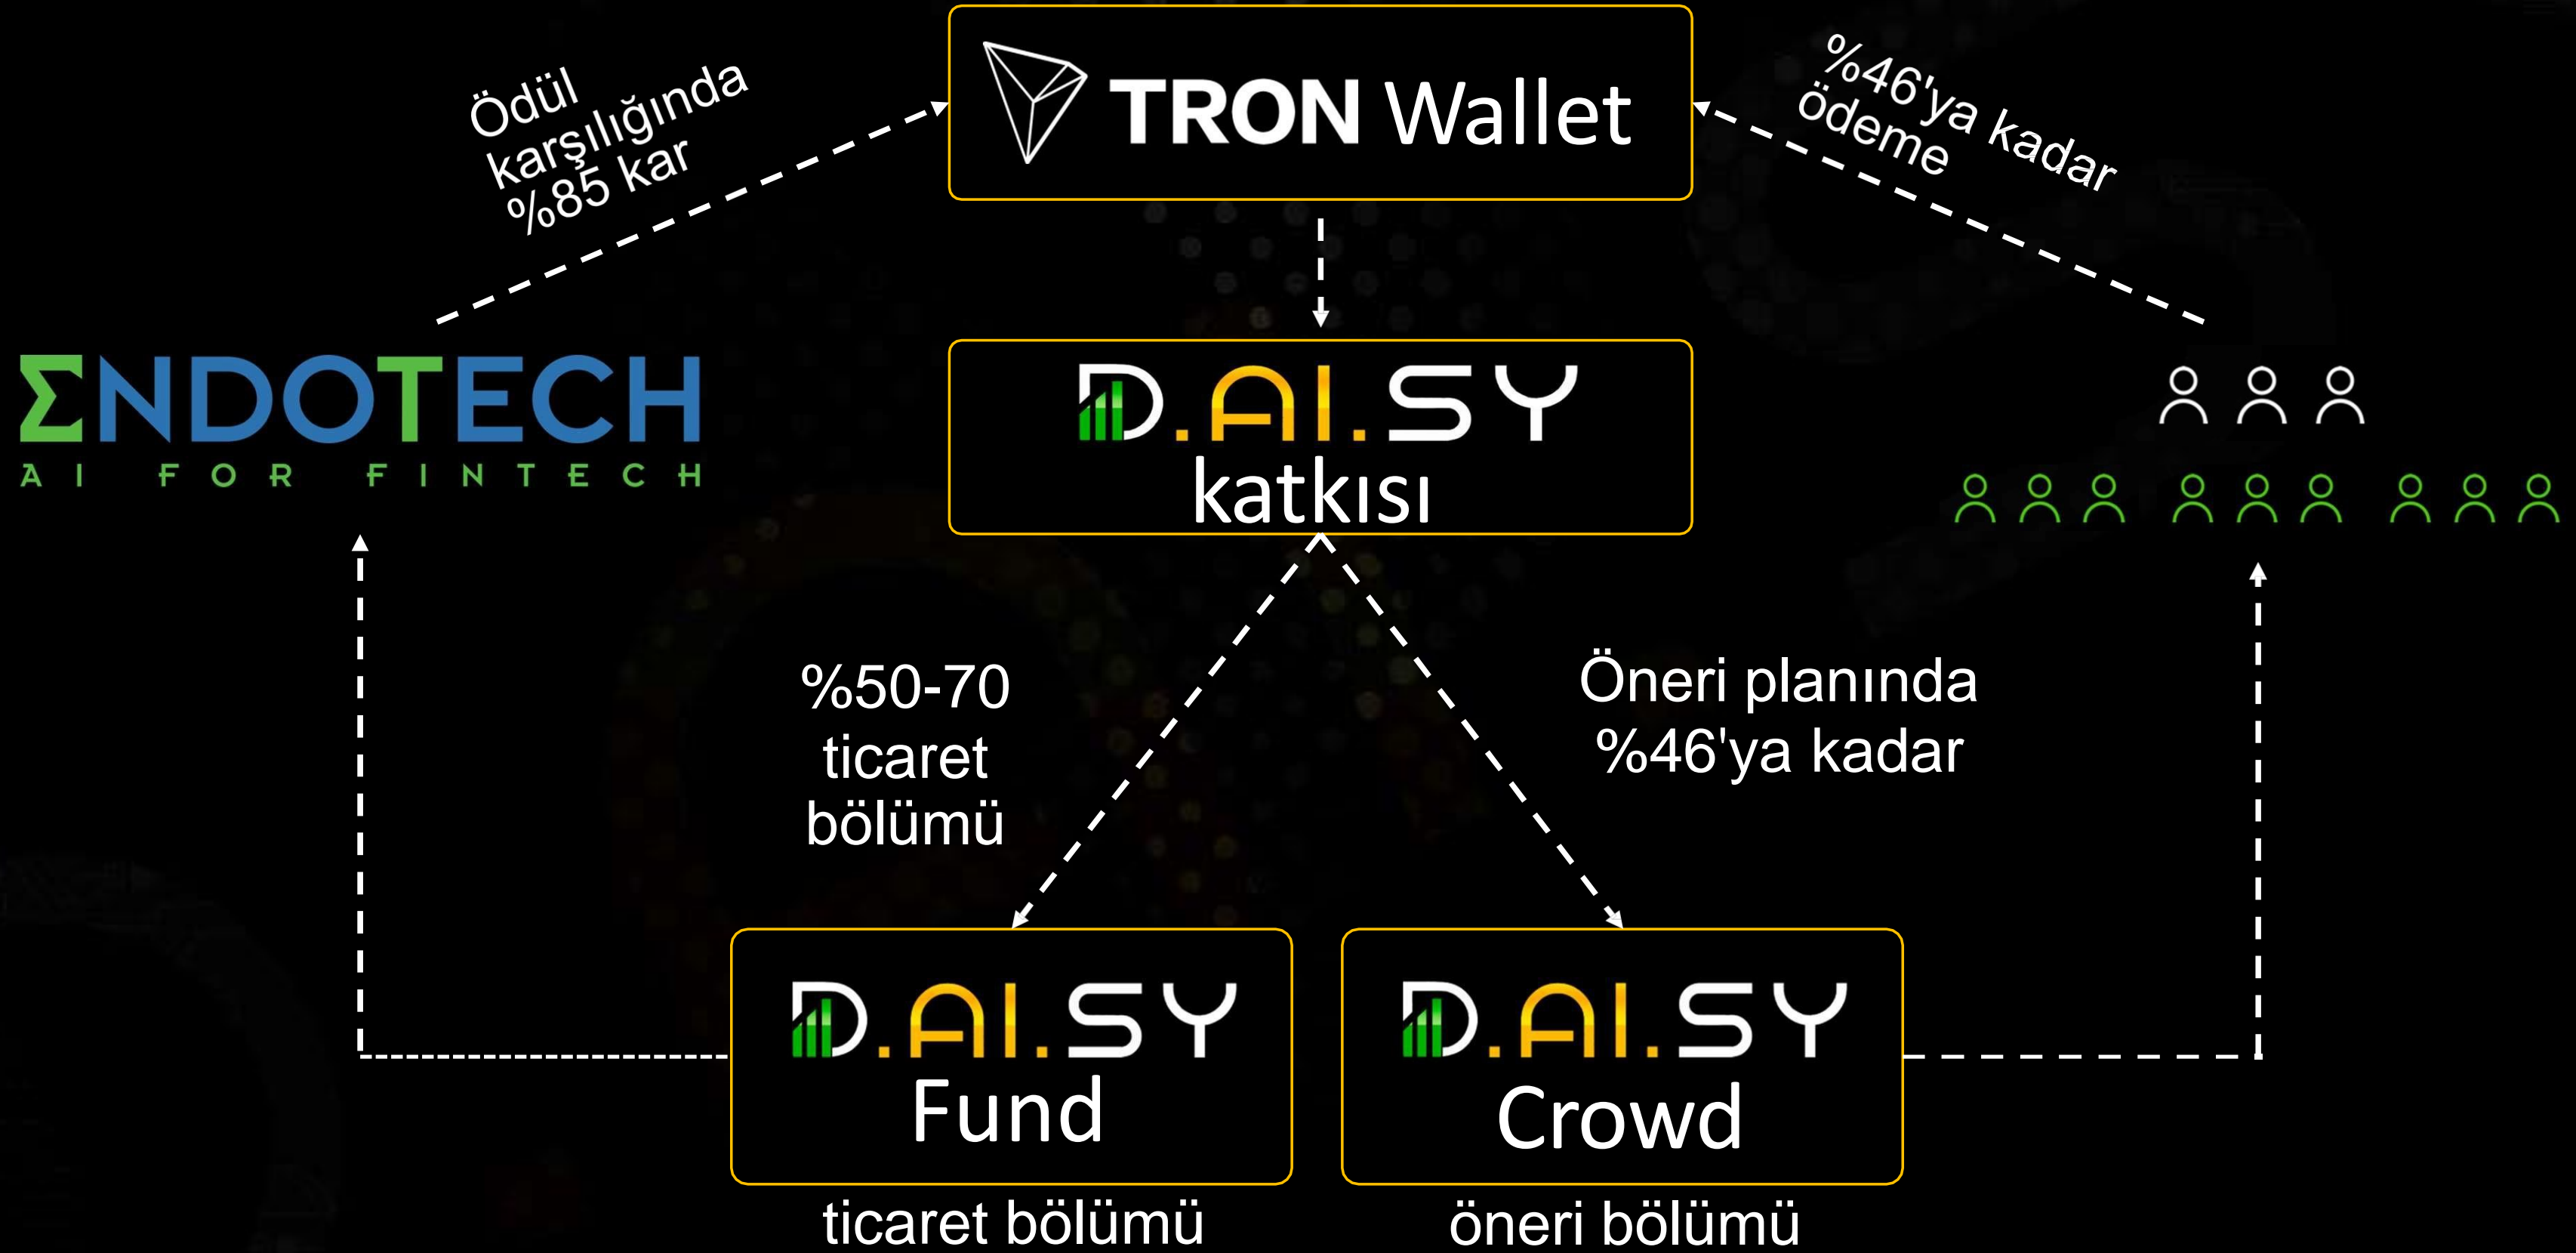 TRON Wallet
Ödül
karşılığında
%85 kar
%46'ya kadar
ödeme
ΣNDOTECH
AI FOR FINTECH
D.AI.SY
katkısı
%50-70
ticaret
bölümü
Öneri planında
%46'ya kadar
D.AI.SY
Fund
ticaret bölümü
D.AI.SY
Crowd
öneri bölümü